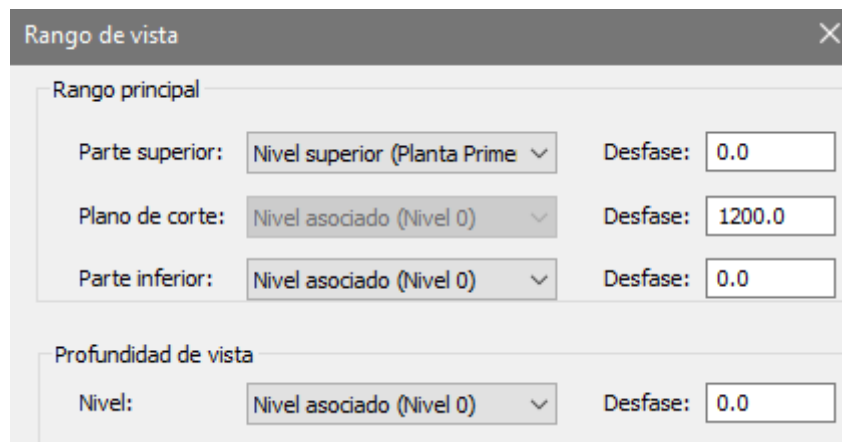 Rango de vista
Rango principal
Parte superior: Nivel superior (Planta Prime Desfase: 0.0
Plano de corte: Nivel asociado (Nivel 0) Desfase: 1200.0
Parte inferior: Nivel asociado (Nivel 0) Desfase: 0.0
Profundidad de vista
Nivel: Nivel asociado (Nivel 0) Desfase: 0.0